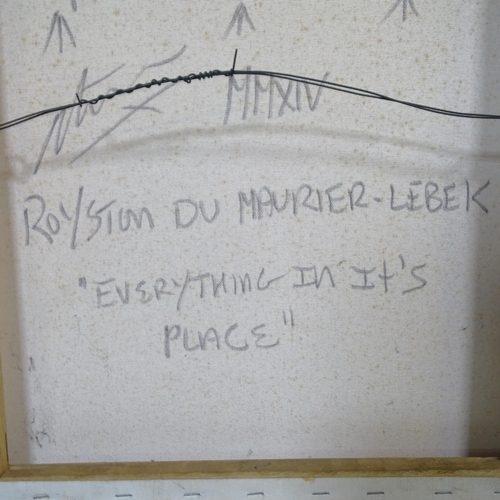 MMXIV
ROYSTON DU MAURIER-LEBEK
"EVERYTHING IN IT'S
PLACE"